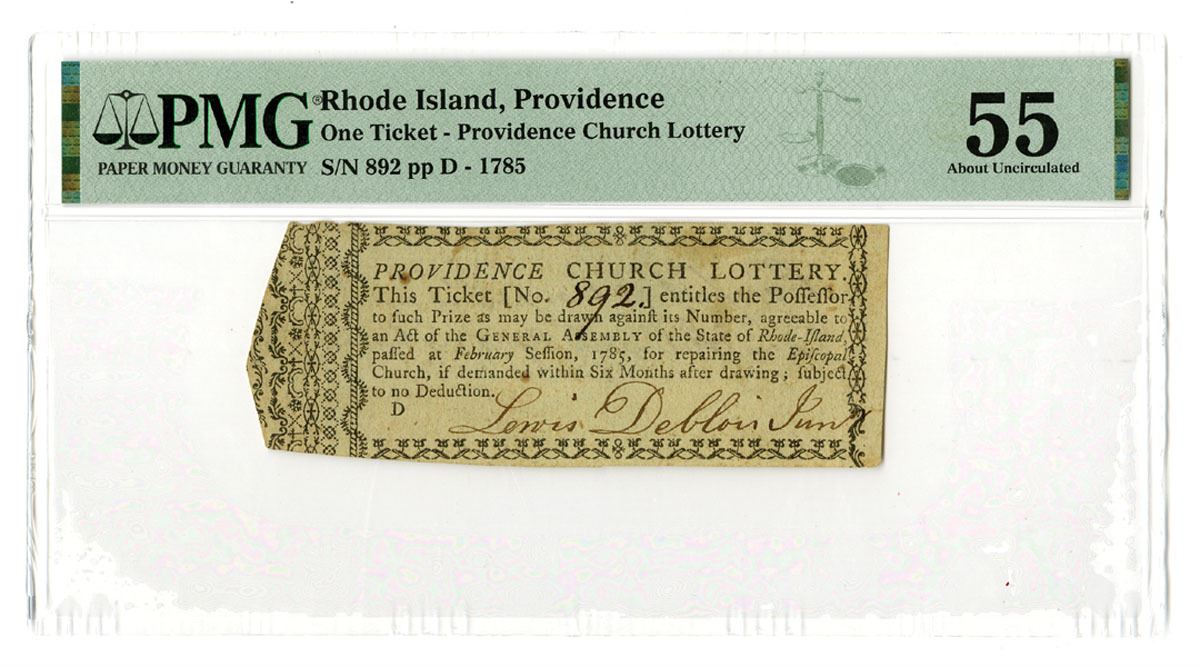 PMG®
PAPER MONEY GUARANTY
Rhode Island, Providence
One Ticket - Providence Church Lottery
S/N 892 pp D - 1785
55
About Uncirculated
PROVIDENCE CHURCH LOTTERY.
This Ticket [No. 892.] entitles the Poſſeſſor
to ſuch Prize as may be drawn againſt its Number, agreeable to
an Act of the GENERAL ASSEMBLY of the State of Rhode-Iſland,
paſſed at February Seſſion, 1785, for repairing the Epiſcopal
Church, if demanded within Six Months after drawing; ſubject
to no Deduction.
D
Lewis Deblois Junr